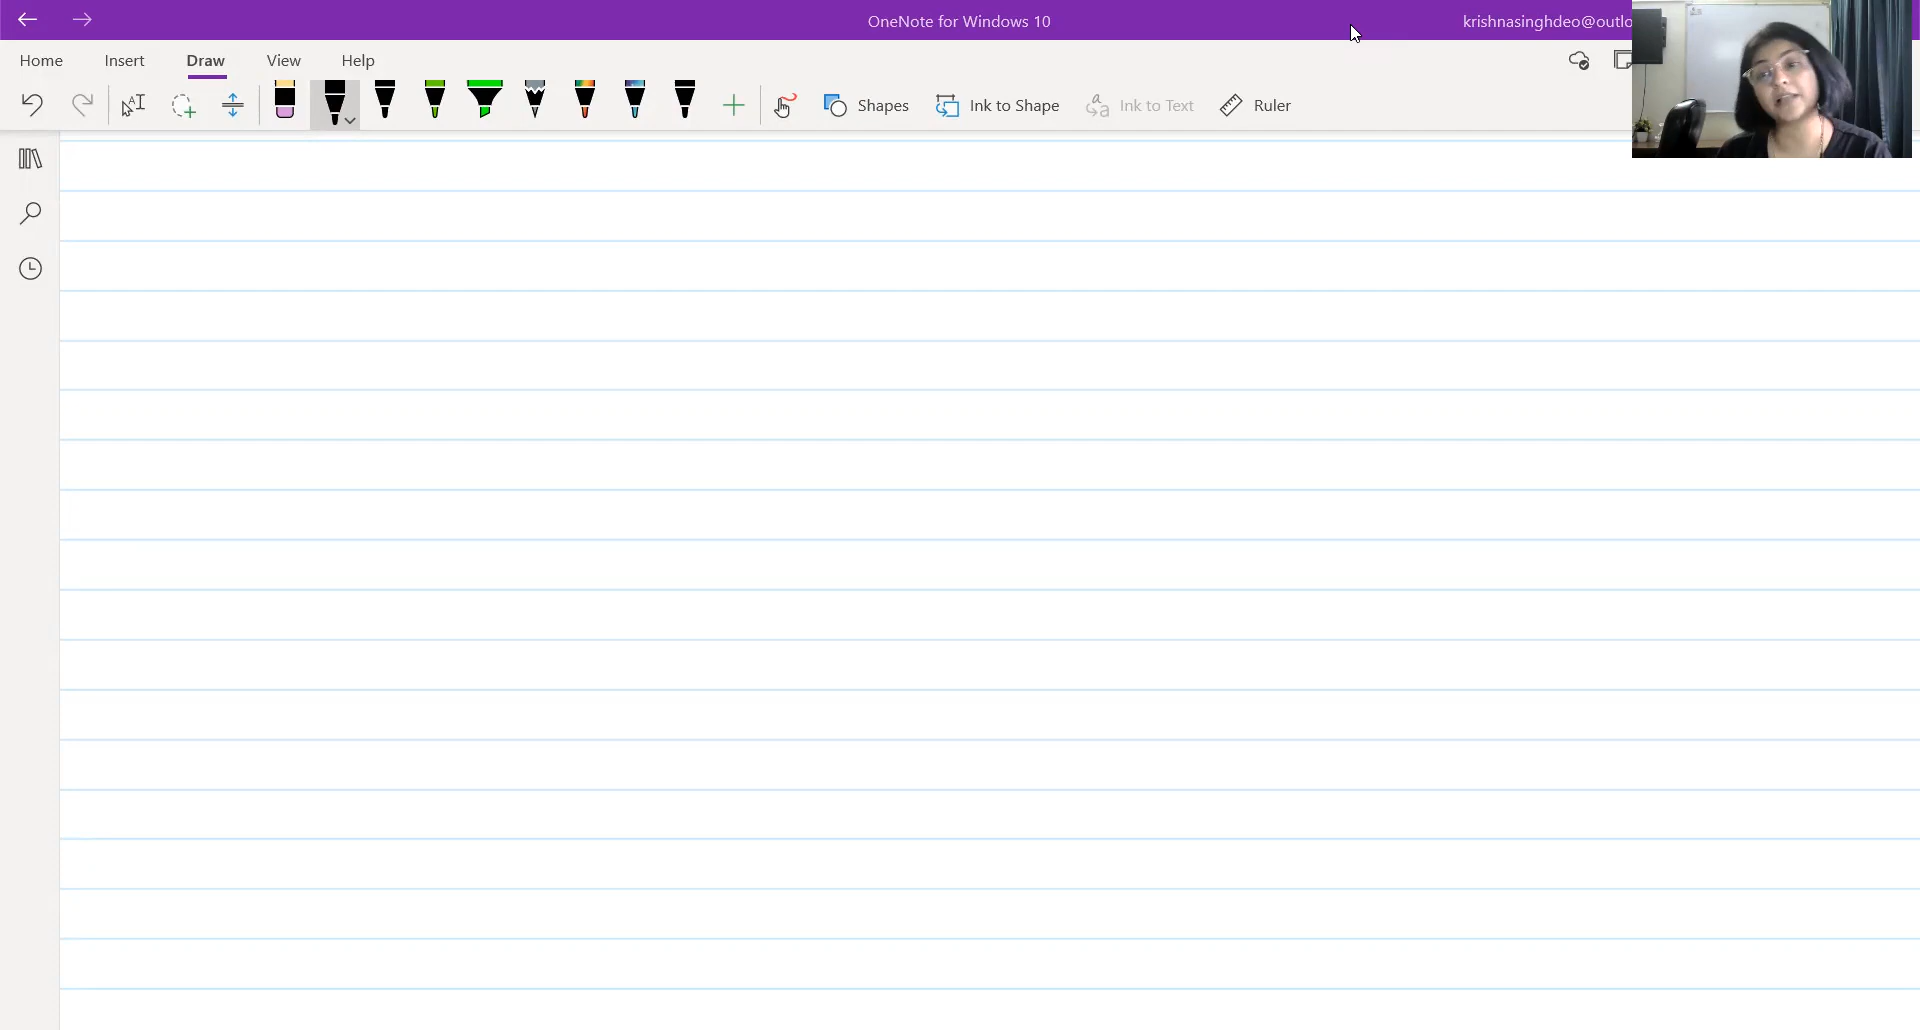 OneNote for Windows 10
krishnasinghdeo@outlo
Home Insert Draw View Help
Shapes Ink to Shape Ink to Text Ruler